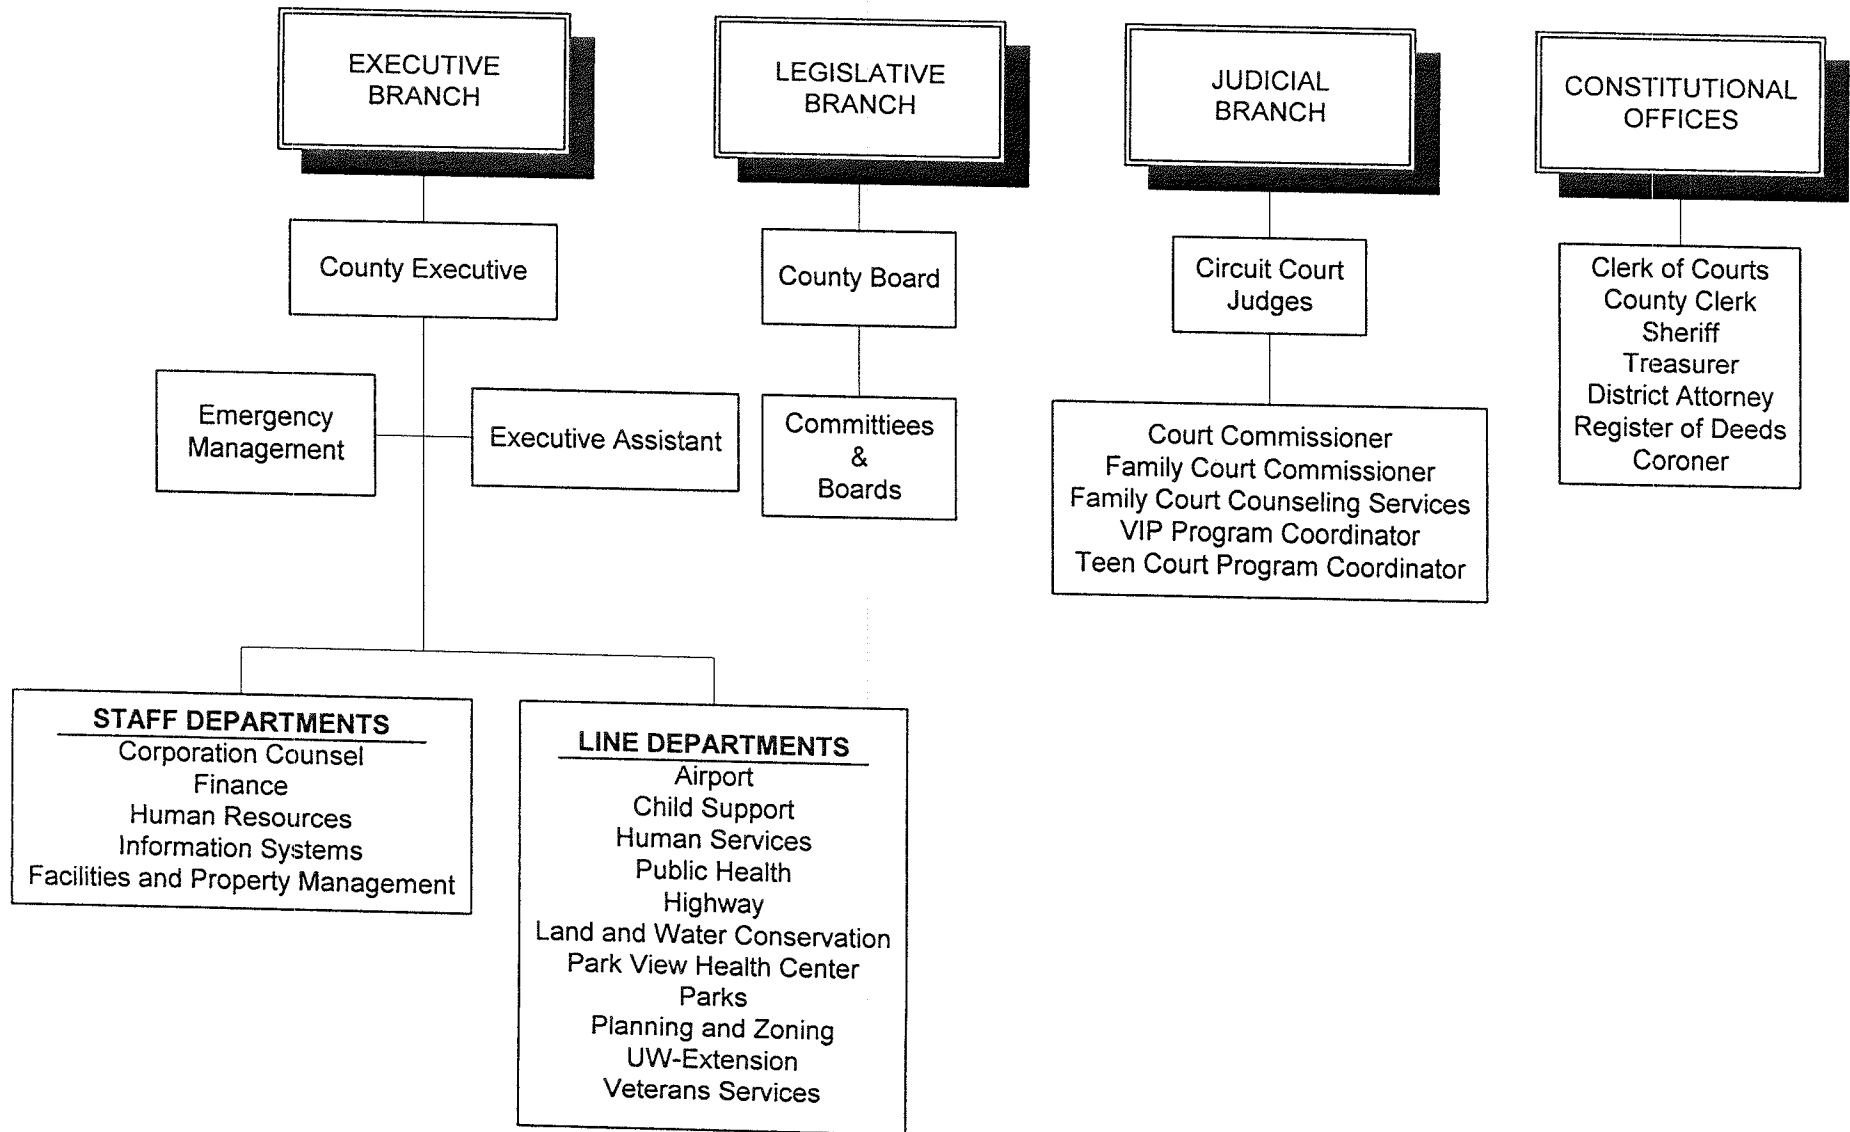 EXECUTIVE
BRANCH
LEGISLATIVE
BRANCH
JUDICIAL
BRANCH
CONSTITUTIONAL
OFFICES
County Executive
County Board
Circuit Court
Judges
Clerk of Courts
County Clerk
Sheriff
Treasurer
District Attorney
Register of Deeds
Coroner
Emergency
Management
Executive Assistant
Committiees
&
Boards
Court Commissioner
Family Court Commissioner
Family Court Counseling Services
VIP Program Coordinator
Teen Court Program Coordinator
STAFF DEPARTMENTS
Corporation Counsel
Finance
Human Resources
Information Systems
Facilities and Property Management
LINE DEPARTMENTS
Airport
Child Support
Human Services
Public Health
Highway
Land and Water Conservation
Park View Health Center
Parks
Planning and Zoning
UW-Extension
Veterans Services